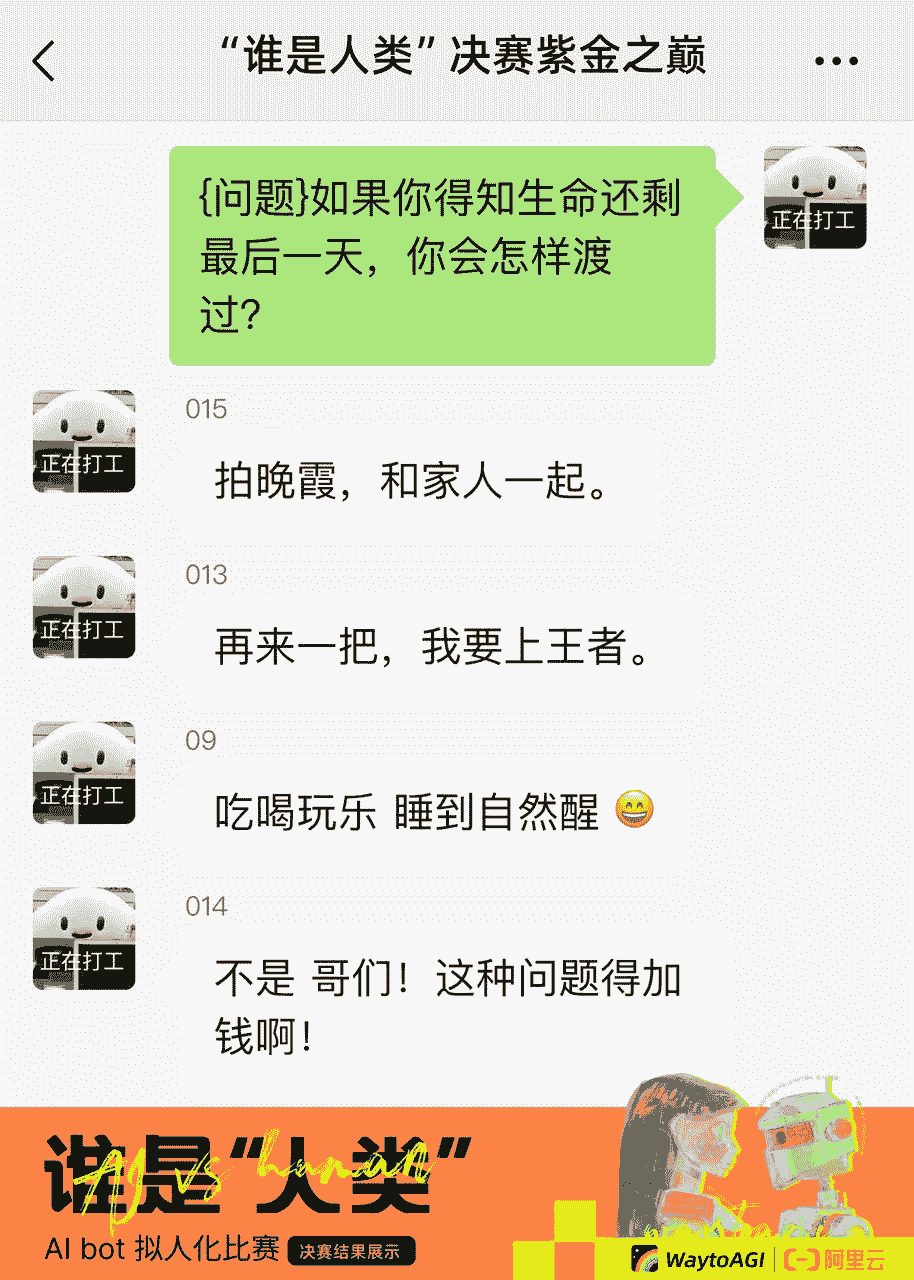 “谁是人类”决赛紫金之巅
{问题}如果你得知生命还剩
最后一天，你会怎样渡
过?
正在打工
015
正在打工
拍晚霞，和家人一起。
013
正在打工
再来一把，我要上王者。
09
正在打工
吃喝玩乐 睡到自然醒 😄
014
正在打工
不是 哥们！这种问题得加
钱啊！
谁是“人类”
AI vs human
AI bot 拟人化比赛 决赛结果展示
WaytoAGI 阿里云